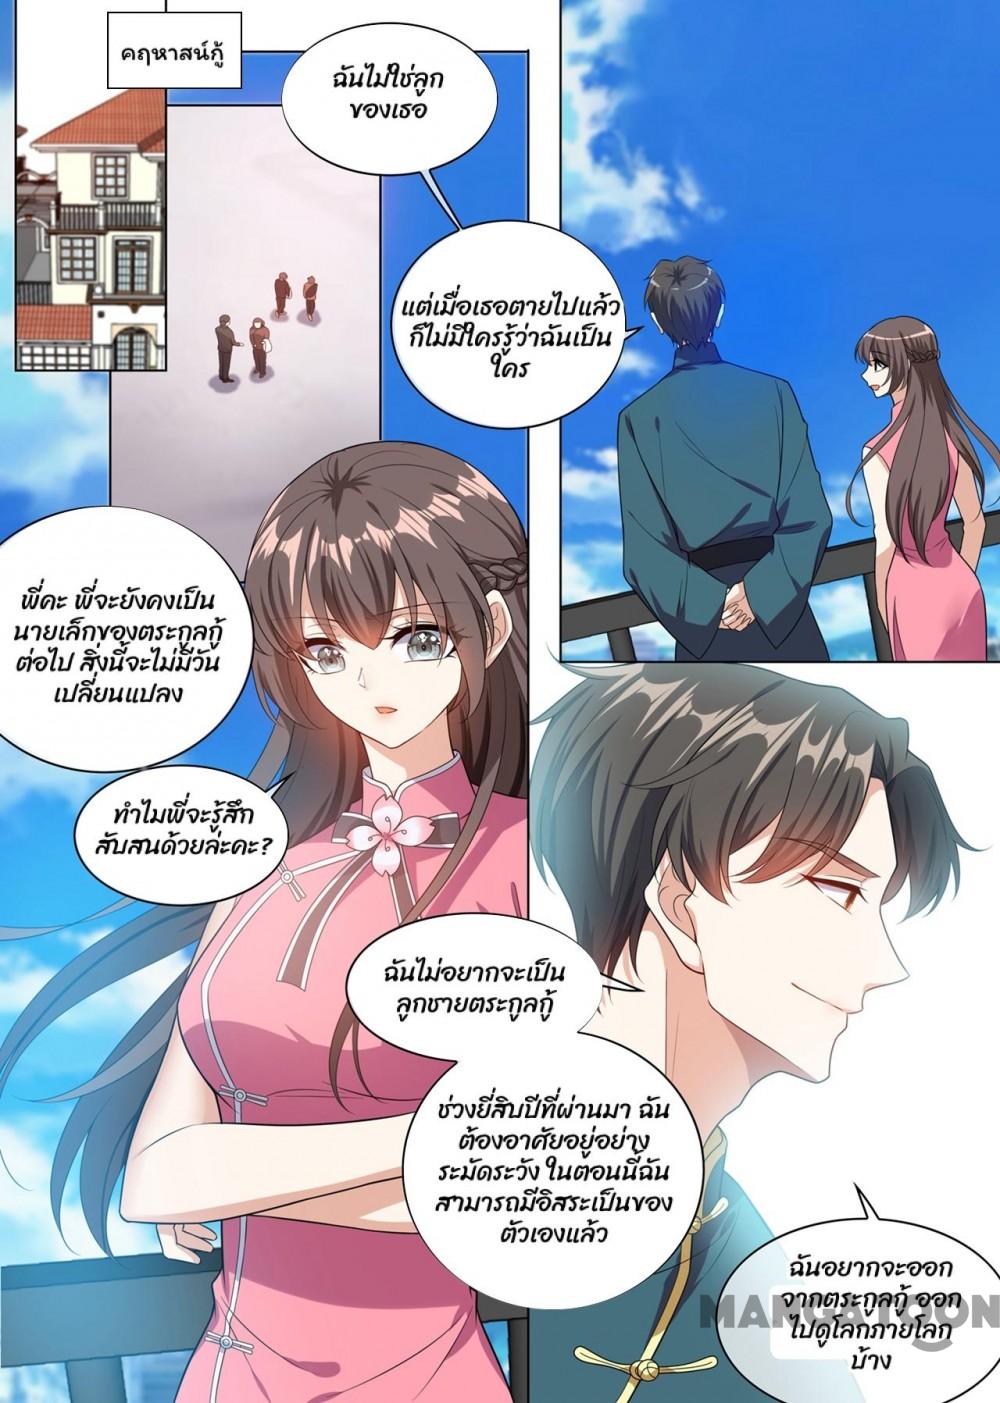 คฤหาสน์กู้
ฉันไม่ใช่ลูก
ของเธอ
แต่เมื่อเธอตายไปแล้ว
ก็ไม่มีใครรู้ว่าฉันเป็น
ใคร
พี่คะ พี่จะยังคงเป็น
นายเล็กของตระกูลกู้
ต่อไป สิ่งนี้จะไม่มีวัน
เปลี่ยนแปลง
ทำไมพี่จะรู้สึก
สับสนด้วยล่ะคะ?
ฉันไม่อยากจะเป็น
ลูกชายตระกูลกู้
ช่วงยี่สิบปีที่ผ่านมา ฉัน
ต้องอาศัยอยู่อย่าง
ระมัดระวัง ในตอนนี้ฉัน
สามารถมีอิสระเป็นของ
ตัวเองแล้ว
ฉันอยากจะออก
จากตระกูลกู้ ออก
ไปดูโลกภายโลก
บ้าง
MANGATOON